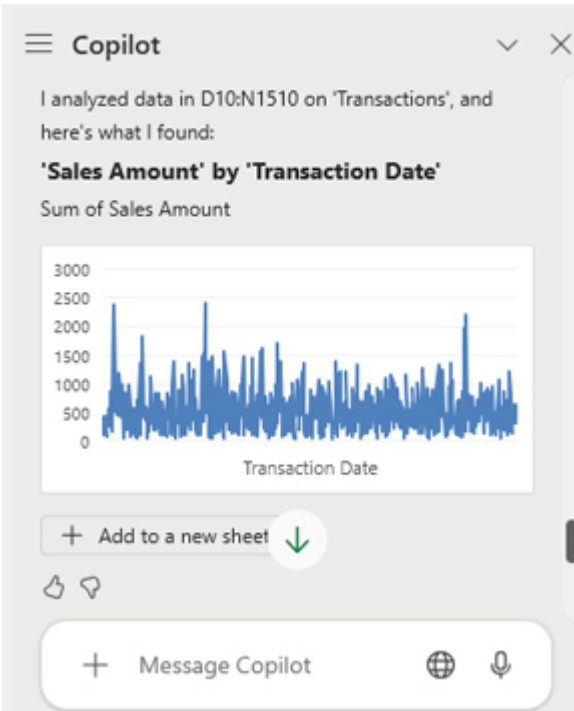 Copilot
I analyzed data in D10:N1510 on 'Transactions', and
here's what I found:
'Sales Amount' by 'Transaction Date'
Sum of Sales Amount
3000
2500
2000
1500
1000
500
0
Transaction Date
Add to a new sheet
Message Copilot